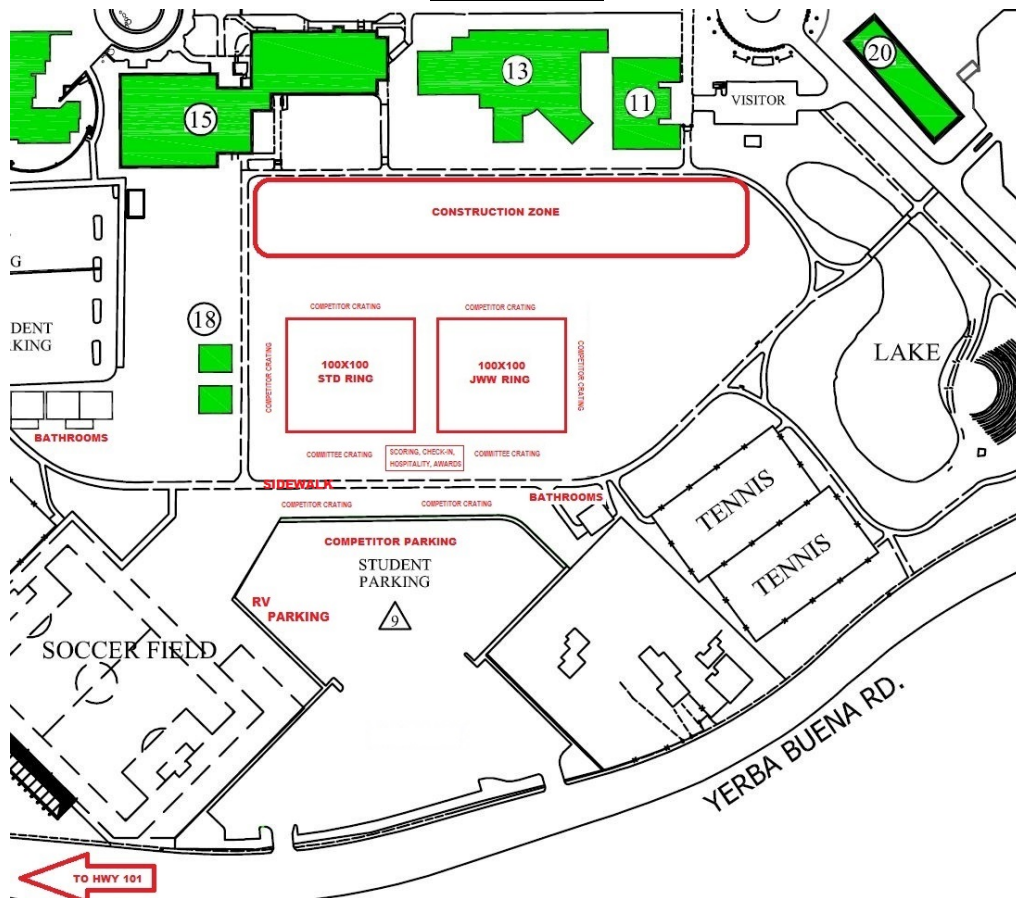 20
13
11
VISITOR
15
CONSTRUCTION ZONE
G
COMPETITOR CRATING
COMPETITOR CRATING
18
DENT
KING
COMPETITOR CRATING
100X100
STD RING
100X100
JWW RING
COMPETITOR CRATING
LAKE
BATHROOMS
COMMITTEE CRATING
SCORING, CHECK-IN,
HOSPITALITY, AWARDS
COMMITTEE CRATING
SIDEWALK
COMPETITOR CRATING
COMPETITOR CRATING
BATHROOMS
TENNIS
TENNIS
COMPETITOR PARKING
STUDENT
PARKING
RV
PARKING
9
SOCCER FIELD
YERBA BUENA RD.
TO HWY 101